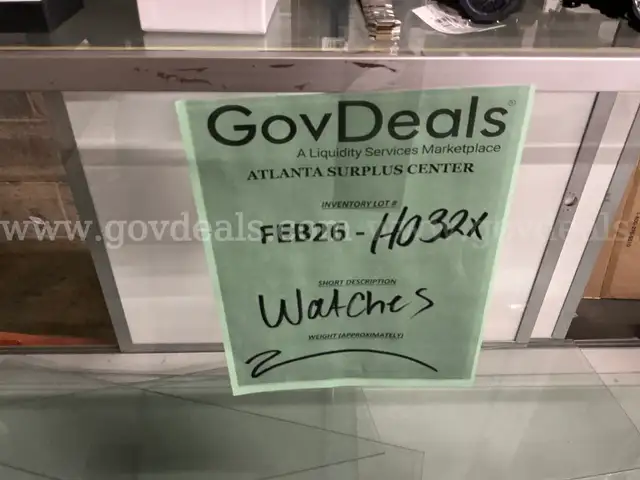 GovDeals®
A Liquidity Services Marketplace
ATLANTA SURPLUS CENTER
INVENTORY LOT #
FEB26 - H032X
SHORT DESCRIPTION
Watches
WEIGHT (APPROXIMATELY)
www.govdeals.com